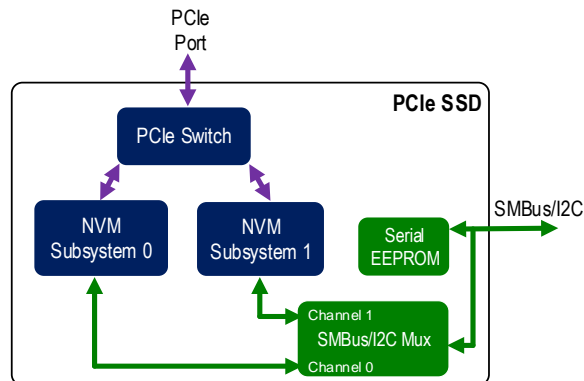 PCIe
Port
PCIe SSD
PCIe Switch
NVM
Subsystem 0
NVM
Subsystem 1
SMBus/I2C
Serial
EEPROM
Channel 1
SMBus/I2C Mux
Channel 0